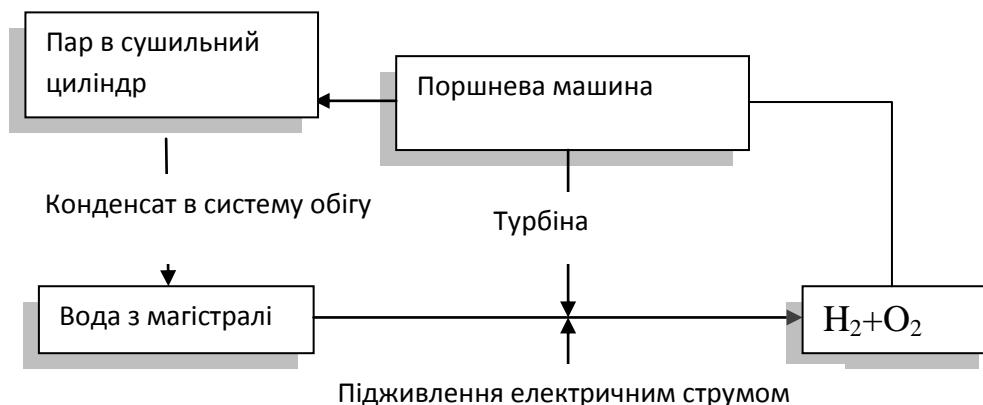 Пар в сушильний
циліндр
Поршнева машина
Конденсат в систему обігу
Турбіна
Вода з магістралі
H₂+O₂
Підживлення електричним струмом